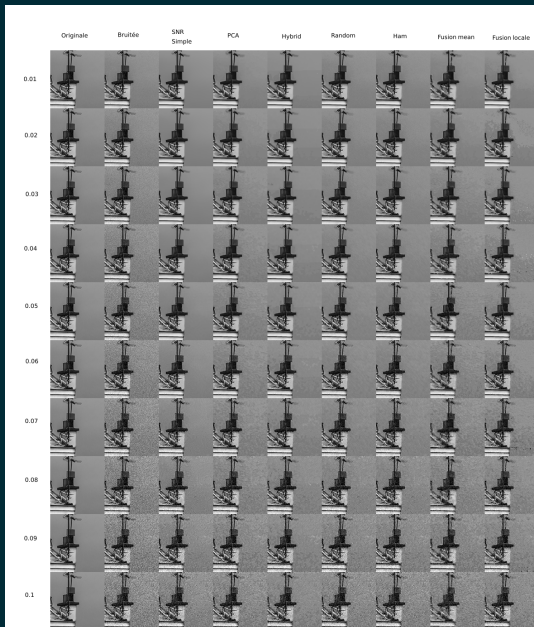 Originale
Bruitée
SNR
Simple
PCA
Hybrid
Random
Ham
Fusion mean
Fusion locale
0.01
0.02
0.03
0.04
0.05
0.06
0.07
0.08
0.09
0.1